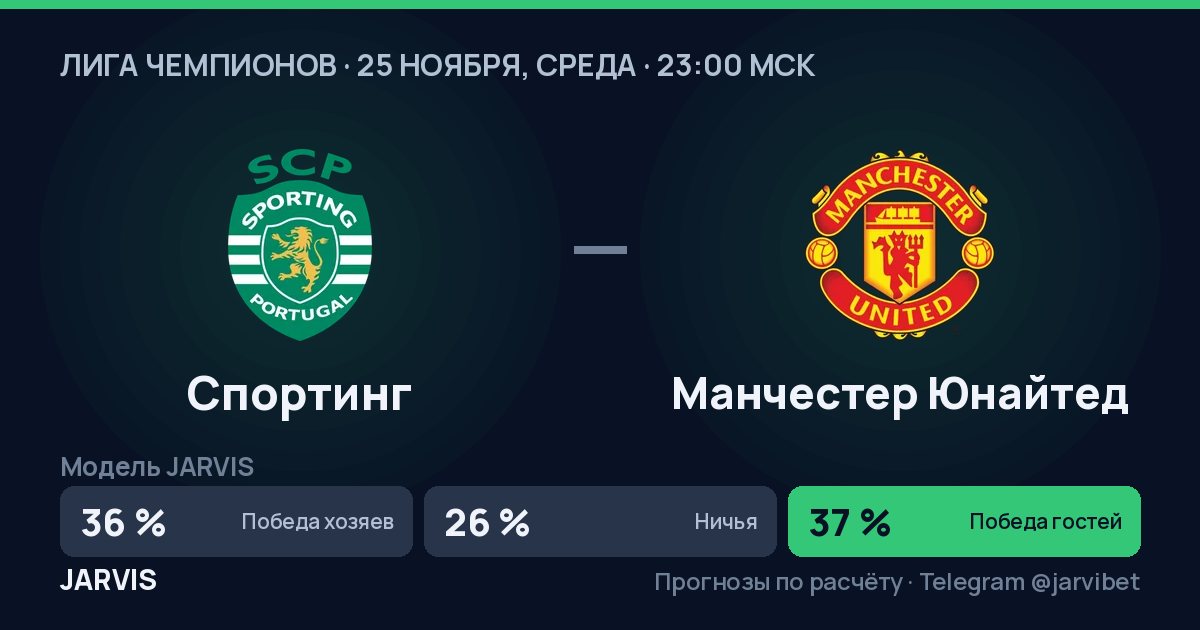 ЛИГА ЧЕМПИОНОВ · 25 НОЯБРЯ, СРЕДА · 23:00 МСК
SCP
SPORTING
PORTUGAL
MANCHESTER
UNITED
—
Спортинг
Манчестер Юнайтед
Модель JARVIS
36 % Победа хозяев
26 % Ничья
37 % Победа гостей
JARVIS
Прогнозы по расчёту · Telegram @jarvibet